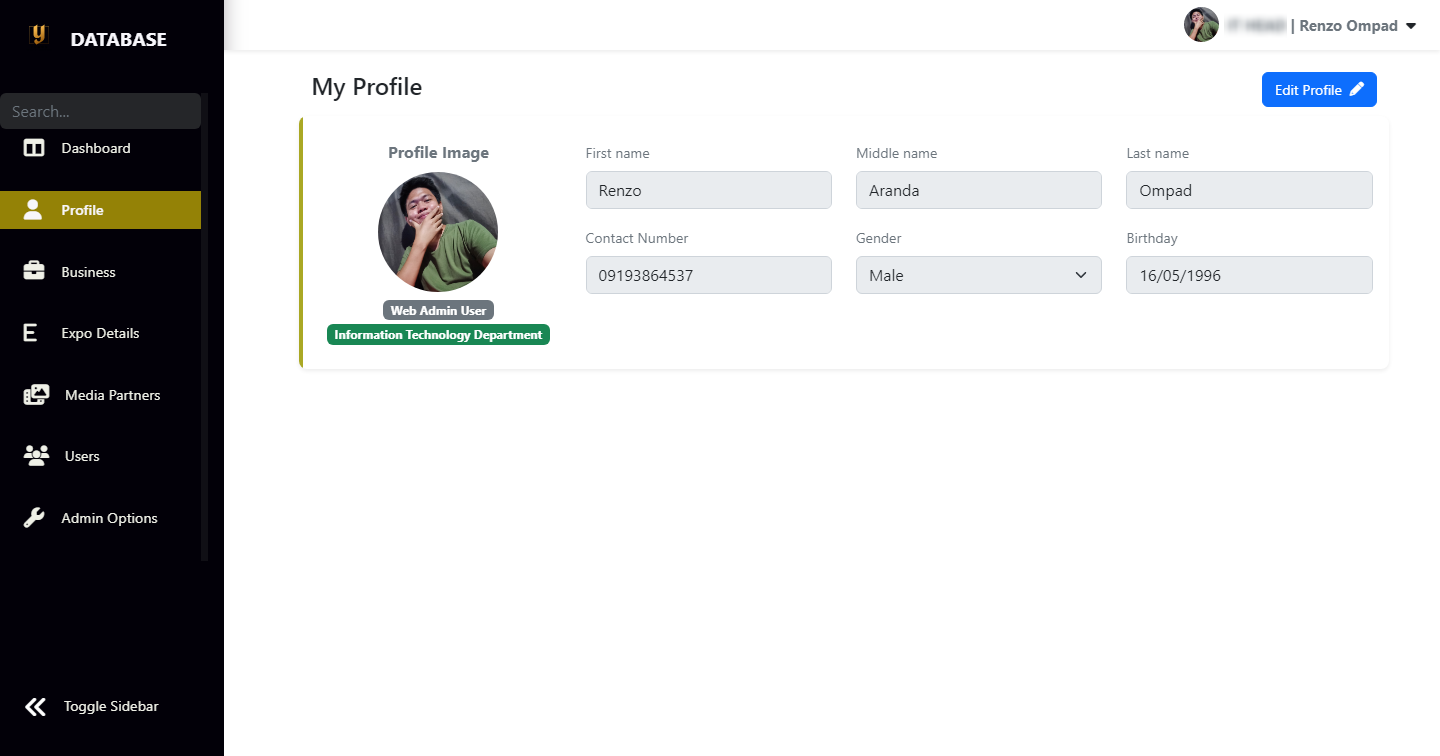 y DATABASE
Search...
Dashboard
Profile
Business
E Expo Details
Media Partners
Users
Admin Options
Toggle Sidebar
IT HEAD | Renzo Ompad
My Profile
Edit Profile
Profile Image
Web Admin User
Information Technology Department
First name
Middle name
Last name
Renzo
Aranda
Ompad
Contact Number
Gender
Birthday
09193864537
Male
16/05/1996